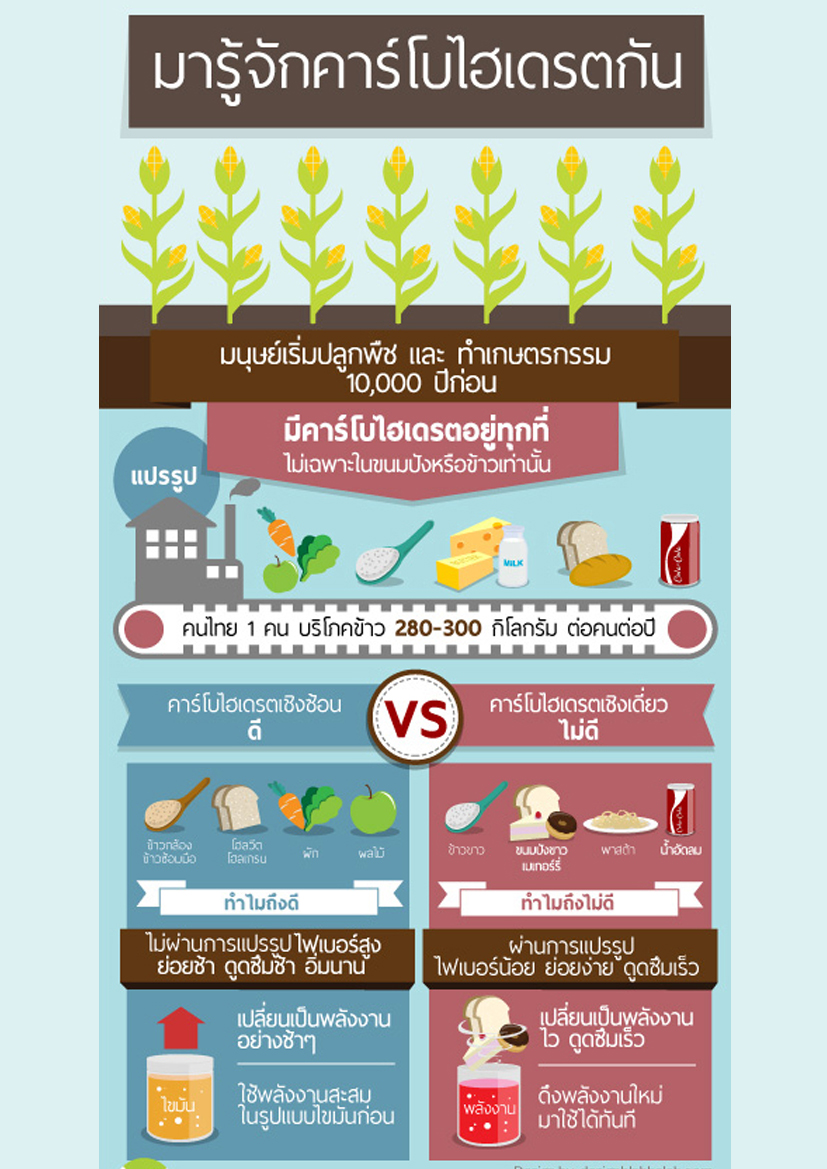 มารู้จักคาร์โบไฮเดรตกัน
มนุษย์เริ่มปลูกพืช และ ทำเกษตรกรรม
10,000 ปีก่อน
มีคาร์โบไฮเดรตอยู่ทุกที่
ไม่เฉพาะในขนมปังหรือข้าวเท่านั้น
แปรรูป
MILK
คนไทย 1 คน บริโภคข้าว 280-300 กิโลกรัม ต่อคนต่อปี
คาร์โบไฮเดรตเชิงซ้อน
ดี
VS
คาร์โบไฮเดรตเชิงเดี่ยว
ไม่ดี
ข้าวกล้อง
ข้าวซ้อมมือ
โฮลวีต
โฮลเกรน
ผัก
ผลไม้
ข้าวขาว
ขนมปังขาว
เบเกอร์รี่
พาสต้า
น้ำอัดลม
ทำไมถึงดี
ไม่ผ่านการแปรรูป ไฟเบอร์สูง
ย่อยช้า ดูดซึมช้า อิ่มนาน
ทำไมถึงไม่ดี
ผ่านการแปรรูป
ไฟเบอร์น้อย ย่อยง่าย ดูดซึมเร็ว
เปลี่ยนเป็นพลังงาน
อย่างช้าๆ
ไขมัน
ใช้พลังงานสะสม
ในรูปแบบไขมันก่อน
เปลี่ยนเป็นพลังงาน
ไว ดูดซึมเร็ว
พลังงาน
ดึงพลังงานใหม่
มาใช้ได้ทันที